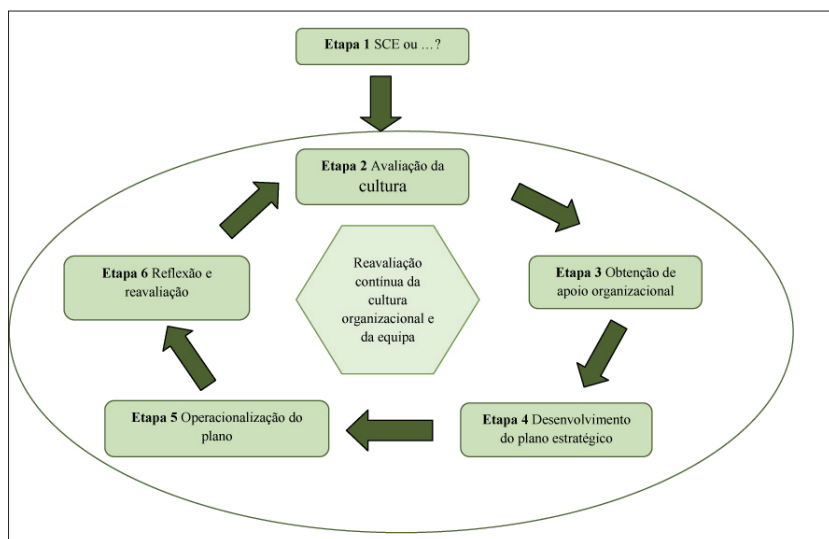 Etapa 1 SCE ou …?
Etapa 2 Avaliação da
cultura
Etapa 3 Obtenção de
apoio organizacional
Etapa 4 Desenvolvimento
do plano estratégico
Etapa 5 Operacionalização do
plano
Etapa 6 Reflexão e
reavaliação
Reavaliação
contínua da
cultura
organizacional e
da equipa